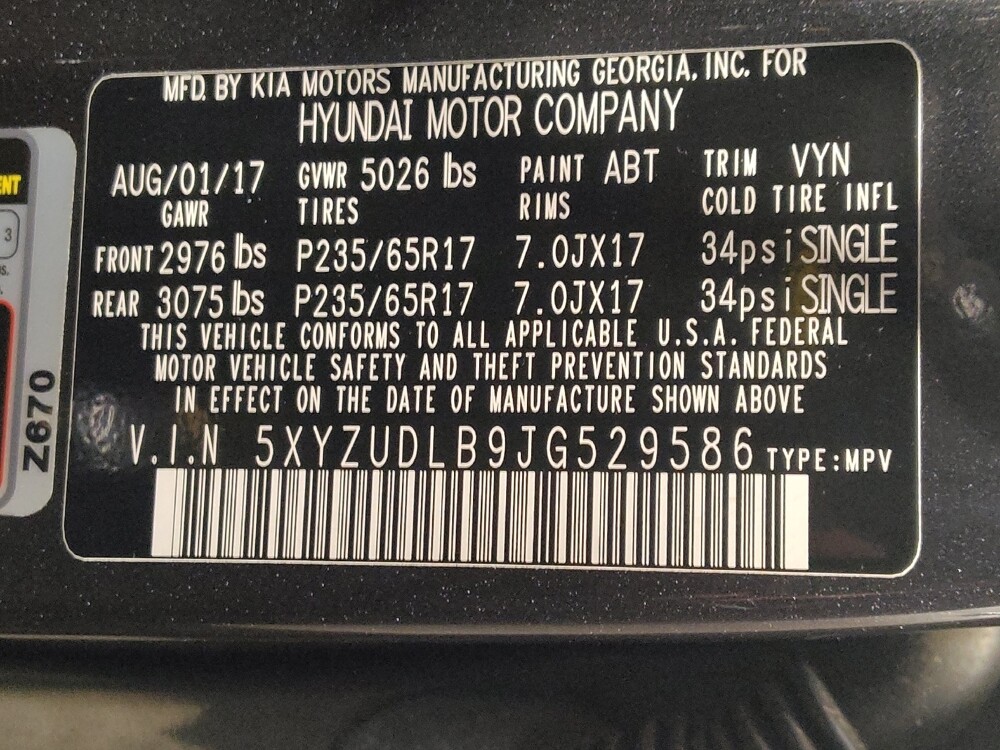 MFD. BY KIA MOTORS MANUFACTURING GEORGIA, INC. FOR
HYUNDAI MOTOR COMPANY
AUG/01/17 GVWR 5026 lbs PAINT ABT TRIM VYN
GAWR TIRES RIMS COLD TIRE INFL
FRONT 2976 lbs P235/65R17 7.0JX17 34psi SINGLE
REAR 3075 lbs P235/65R17 7.0JX17 34psi SINGLE
THIS VEHICLE CONFORMS TO ALL APPLICABLE U.S.A. FEDERAL
MOTOR VEHICLE SAFETY AND THEFT PREVENTION STANDARDS
IN EFFECT ON THE DATE OF MANUFACTURE SHOWN ABOVE
V.I.N 5XYZUDLB9JG529586 TYPE:MPV
3
Z670